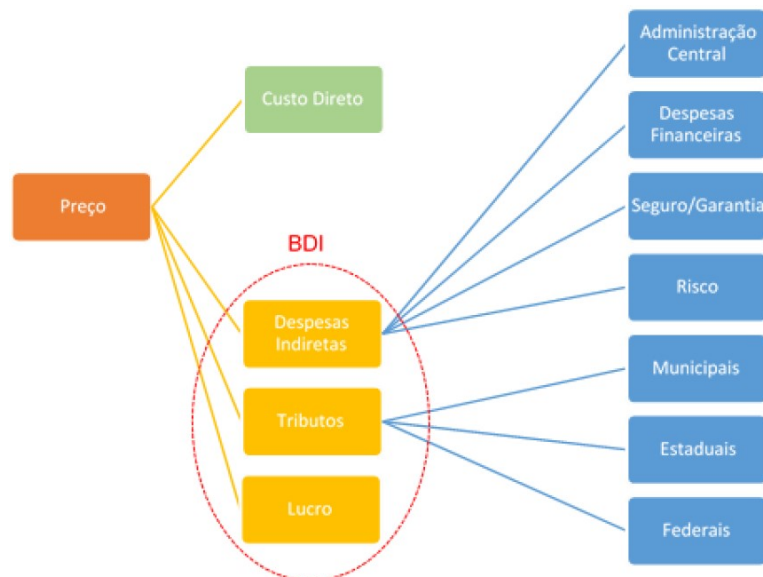 Administração
Central
Custo Direto
Despesas
Financeiras
Preço
Seguro/Garantia
BDI
Risco
Despesas
Indiretas
Municipais
Tributos
Estaduais
Lucro
Federais